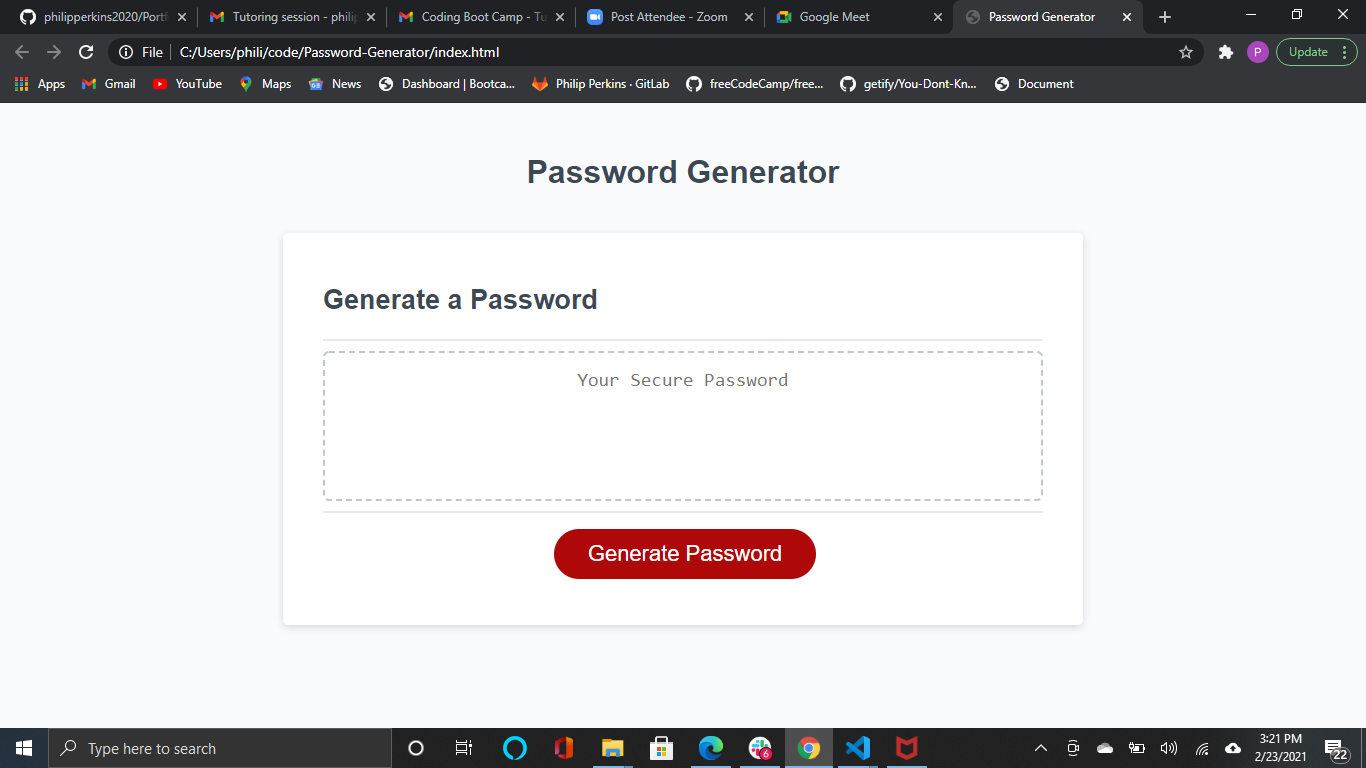 philipperkins2020/Portf
Tutoring session - philip
Coding Boot Camp - Tu
Post Attendee - Zoom
Google Meet
Password Generator
File
C:/Users/phili/code/Password-Generator/index.html
P
Update
Apps
Gmail
YouTube
Maps
News
Dashboard | Bootca...
Philip Perkins · GitLab
freeCodeCamp/free...
getify/You-Dont-Kn...
Document
Password Generator
Generate a Password
Your Secure Password
Generate Password
Type here to search
6
3:21 PM
2/23/2021
22